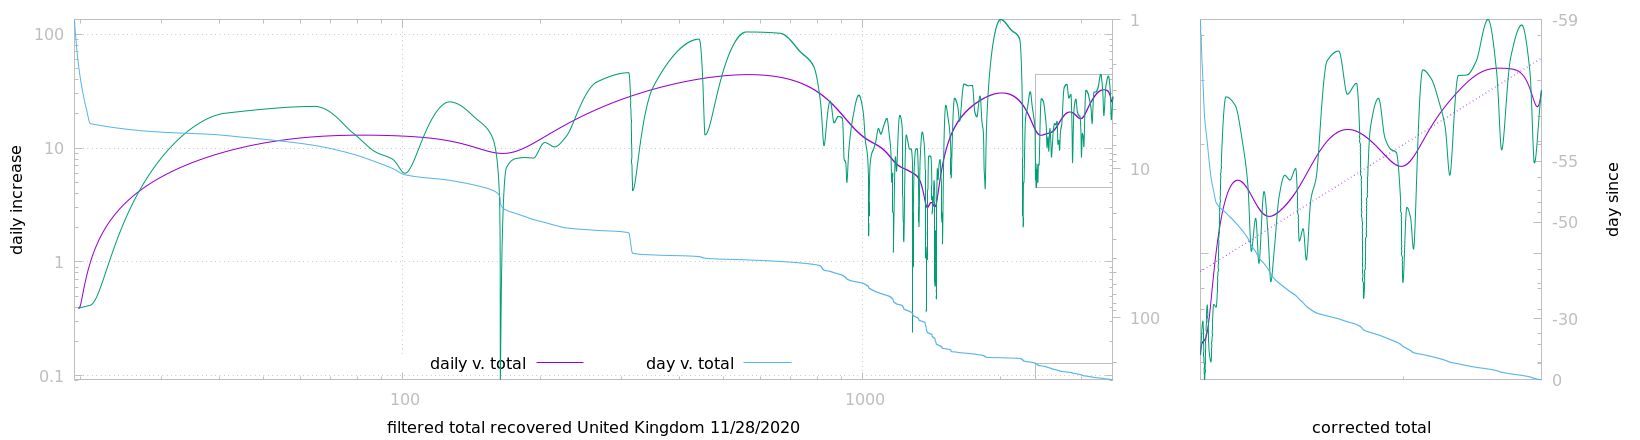 100
10
1
0.1
daily increase
daily v. total
day v. total
100
1000
filtered total recovered United Kingdom 11/28/2020
1
10
100
-59
-55
-50
-30
0
day since
corrected total